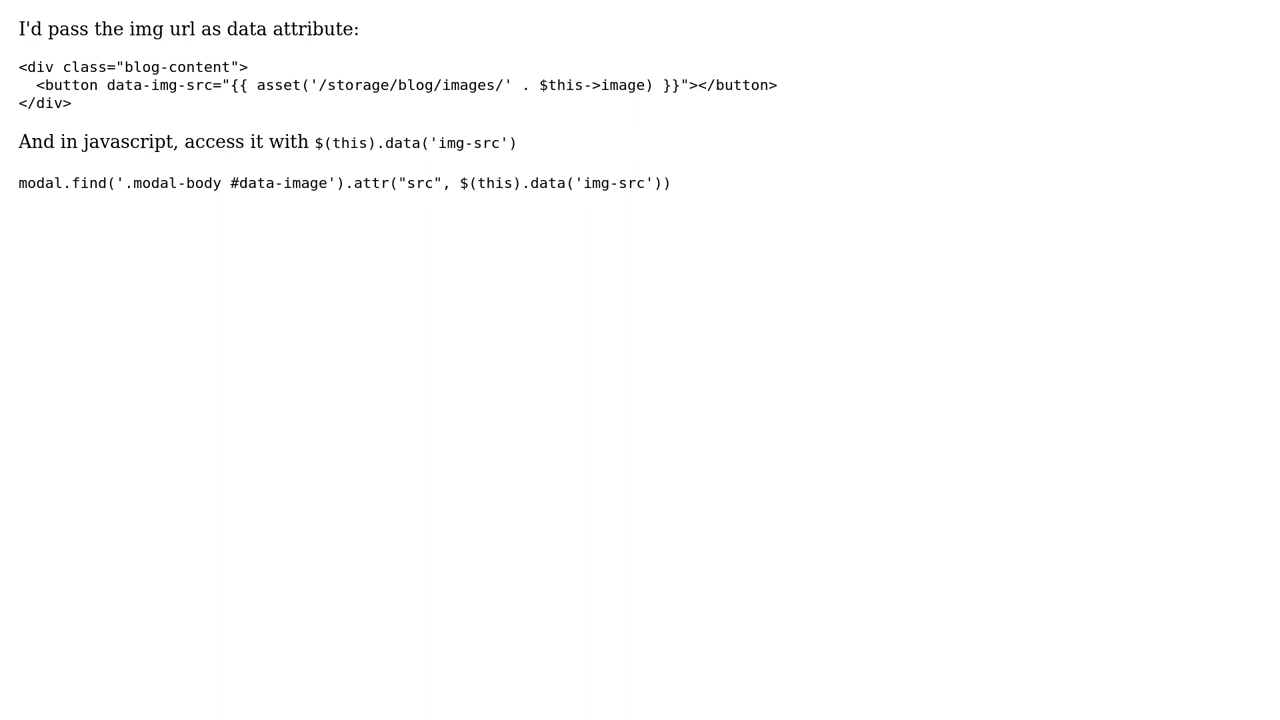 I'd pass the img url as data attribute:
<div class="blog-content">
  <button data-img-src="{{ asset('/storage/blog/images/' . $this->image) }}"></button>
</div>
And in javascript, access it with $(this).data('img-src')
modal.find('.modal-body #data-image').attr("src", $(this).data('img-src'))